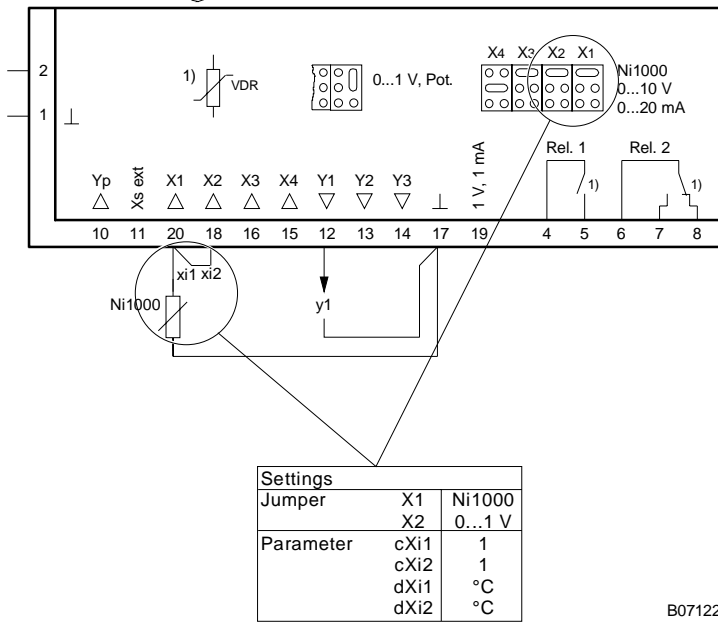 X4 X3 X2 X1
2
1) VDR
0...1 V, Pot.
Ni1000
0...10 V
0...20 mA
1 ⊥
Rel. 1
Rel. 2
1)
1)
Yp Xs ext X1 X2 X3 X4 Y1 Y2 Y3 ⊥ 1 V, 1 mA
10 11 20 18 16 15 12 13 14 17 19 4 5 6 7 8
xi1 xi2
Ni1000
y1
Settings
Jumper X1 Ni1000
X2 0...1 V
Parameter cXi1 1
cXi2 1
dXi1 °C
dXi2 °C
B07122